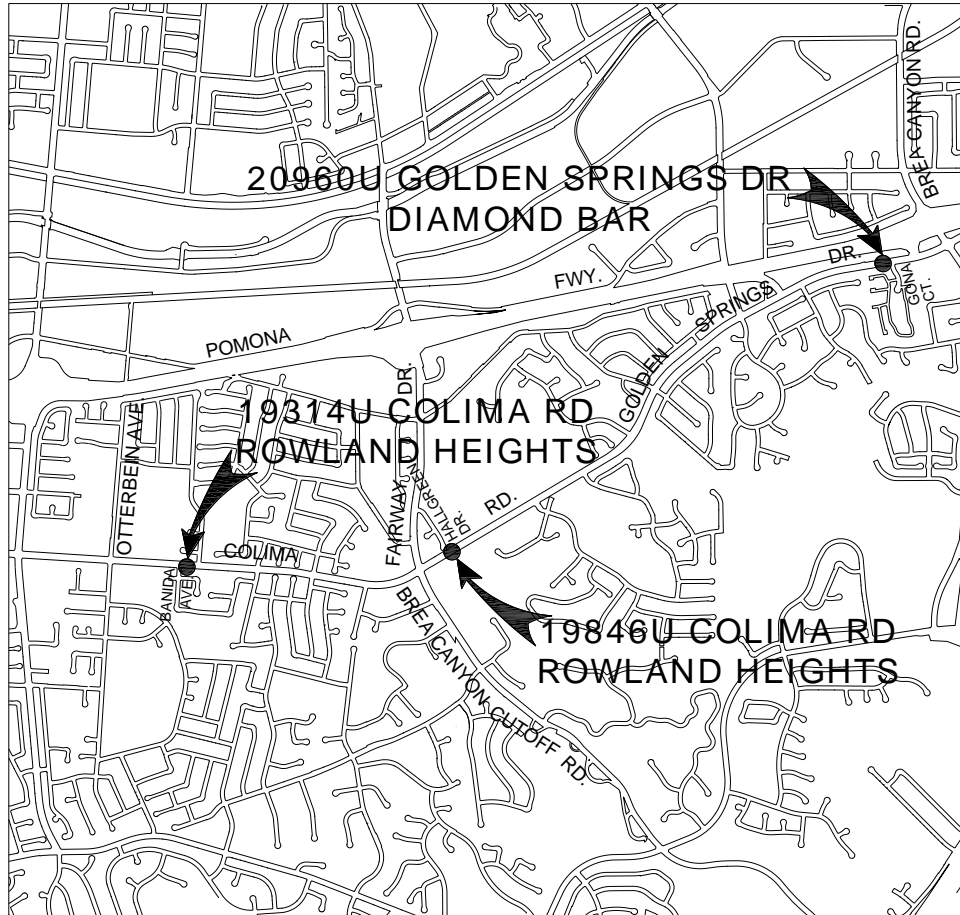 BREA CANYON RD.
20960U GOLDEN SPRINGS DR
DIAMOND BAR
DR.
GONA
CT.
FWY.
SPRINGS
POMONA
GOLDEN
DR.
19314U COLIMA RD
ROWLAND HEIGHTS
OTTERBEIN AVE.
FAIRWAY
HALLGREEN
DR.
RD.
COLIMA
BANIDA
AVE
BREA CANYON CUTOFF RD.
19846U COLIMA RD
ROWLAND HEIGHTS